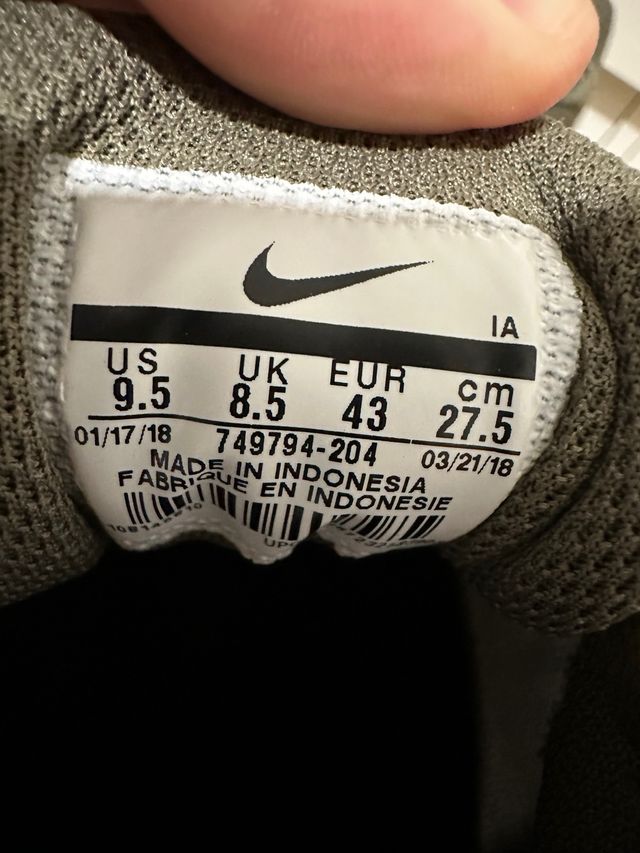 IA
US UK EUR cm
9.5 8.5 43 27.5
01/17/18 749794-204 03/21/18
MADE IN INDONESIA
FABRIQUE EN INDONESIE